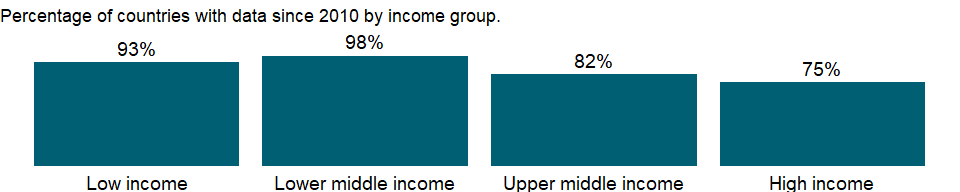 Percentage of countries with data since 2010 by income group.
93%
98%
82%
75%
Low income
Lower middle income
Upper middle income
High income